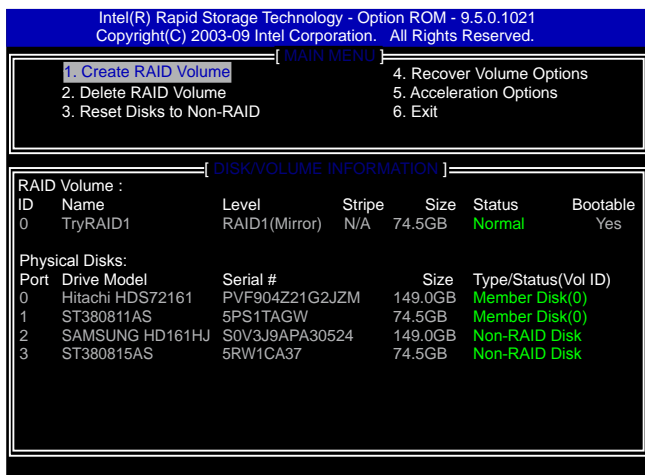 Intel(R) Rapid Storage Technology - Option ROM - 9.5.0.1021
Copyright(C) 2003-09 Intel Corporation. All Rights Reserved.
[ MAIN MENU ]
1. Create RAID Volume 4. Recover Volume Options
2. Delete RAID Volume 5. Acceleration Options
3. Reset Disks to Non-RAID 6. Exit
[ DISK/VOLUME INFORMATION ]
RAID Volume :
ID Name Level Stripe Size Status Bootable
0 TryRAID1 RAID1(Mirror) N/A 74.5GB Normal Yes
Physical Disks:
Port Drive Model Serial # Size Type/Status(Vol ID)
0 Hitachi HDS72161 PVF904Z21G2JZM 149.0GB Member Disk(0)
1 ST380811AS 5PS1TAGW 74.5GB Member Disk(0)
2 SAMSUNG HD161HJ S0V3J9APA30524 149.0GB Non-RAID Disk
3 ST380815AS 5RW1CA37 74.5GB Non-RAID Disk